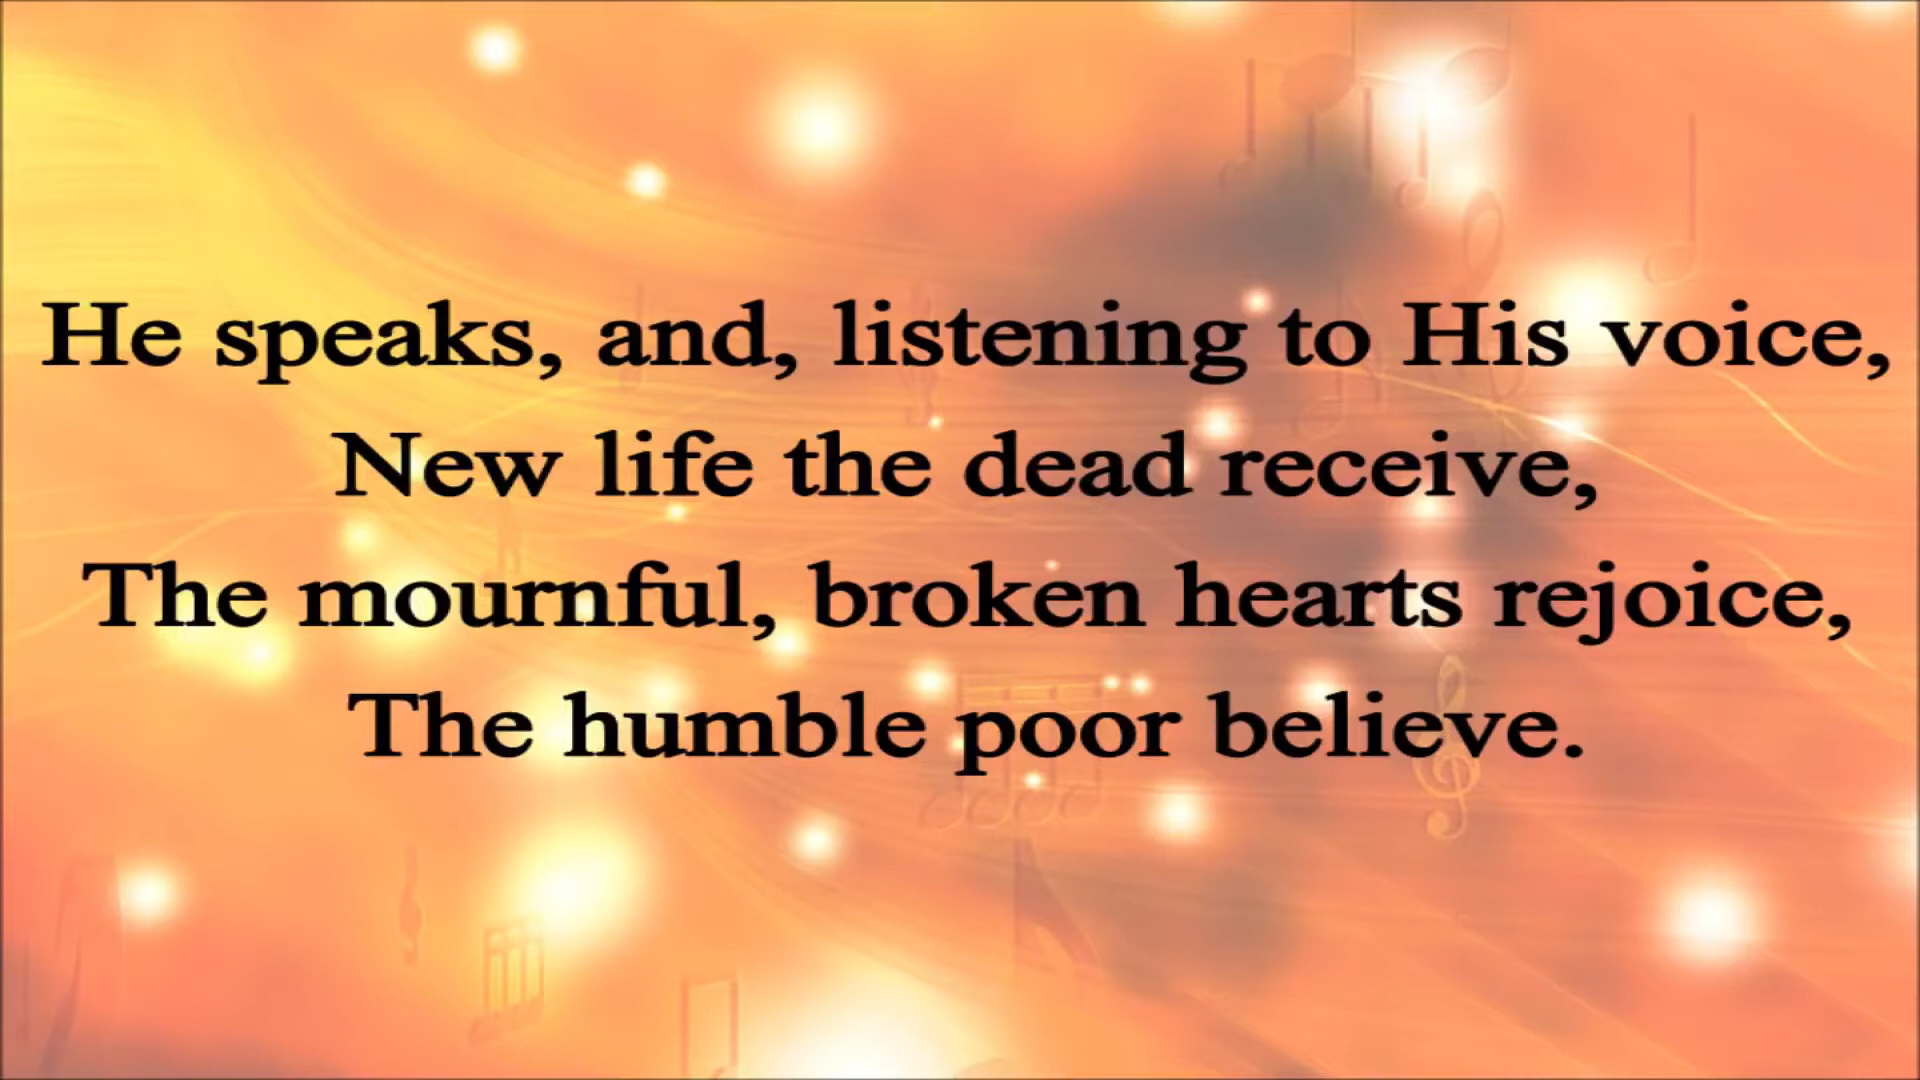 He speaks, and, listening to His voice,
New life the dead receive,
The mournful, broken hearts rejoice,
The humble poor believe.